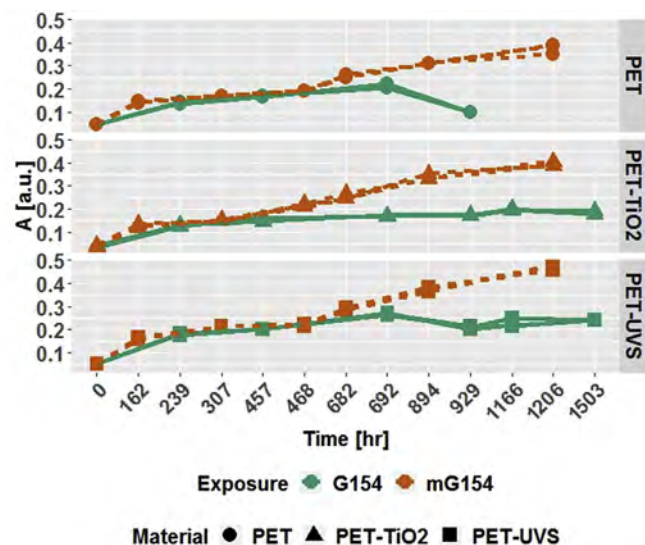 0.5
0.4
0.3
0.2
0.1
PET
0.5
0.4
0.3
0.2
0.1
PET-TiO2
0.5
0.3
0.2
0.1
PET-UVS
A [a.u.]
0 162 239 307 457 468 682 692 894 929 1166 1206 1503
Time [hr]
Exposure G154 mG154
Material PET PET-TiO2 PET-UVS